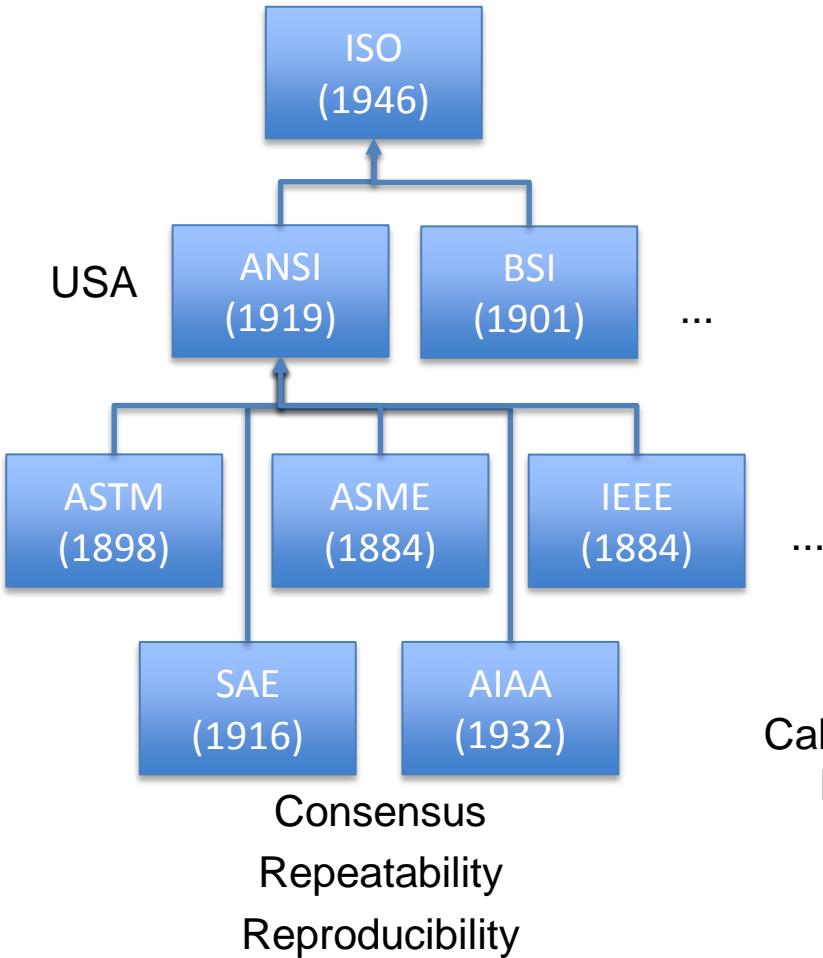 ISO
(1946)
USA
ANSI
(1919)
BSI
(1901)
...
ASTM
(1898)
ASME
(1884)
IEEE
(1884)
...
SAE
(1916)
AIAA
(1932)
Consensus
Repeatability
Reproducibility